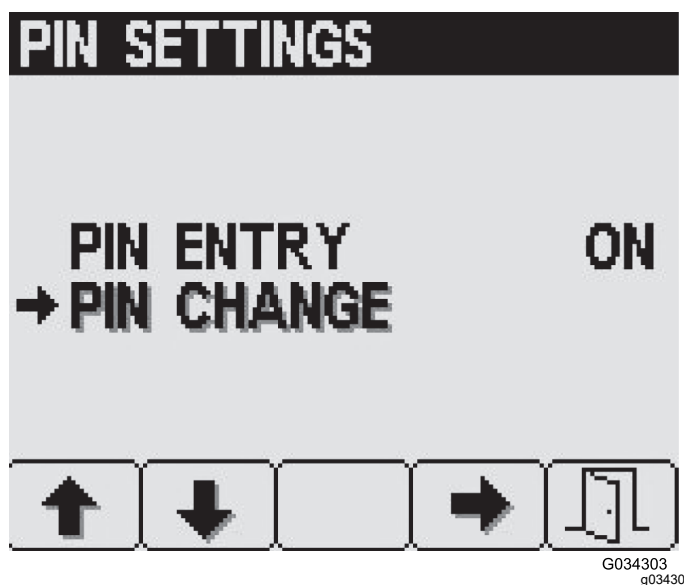 PIN SETTINGS
PIN ENTRY ON
PIN CHANGE
G034303
g03430